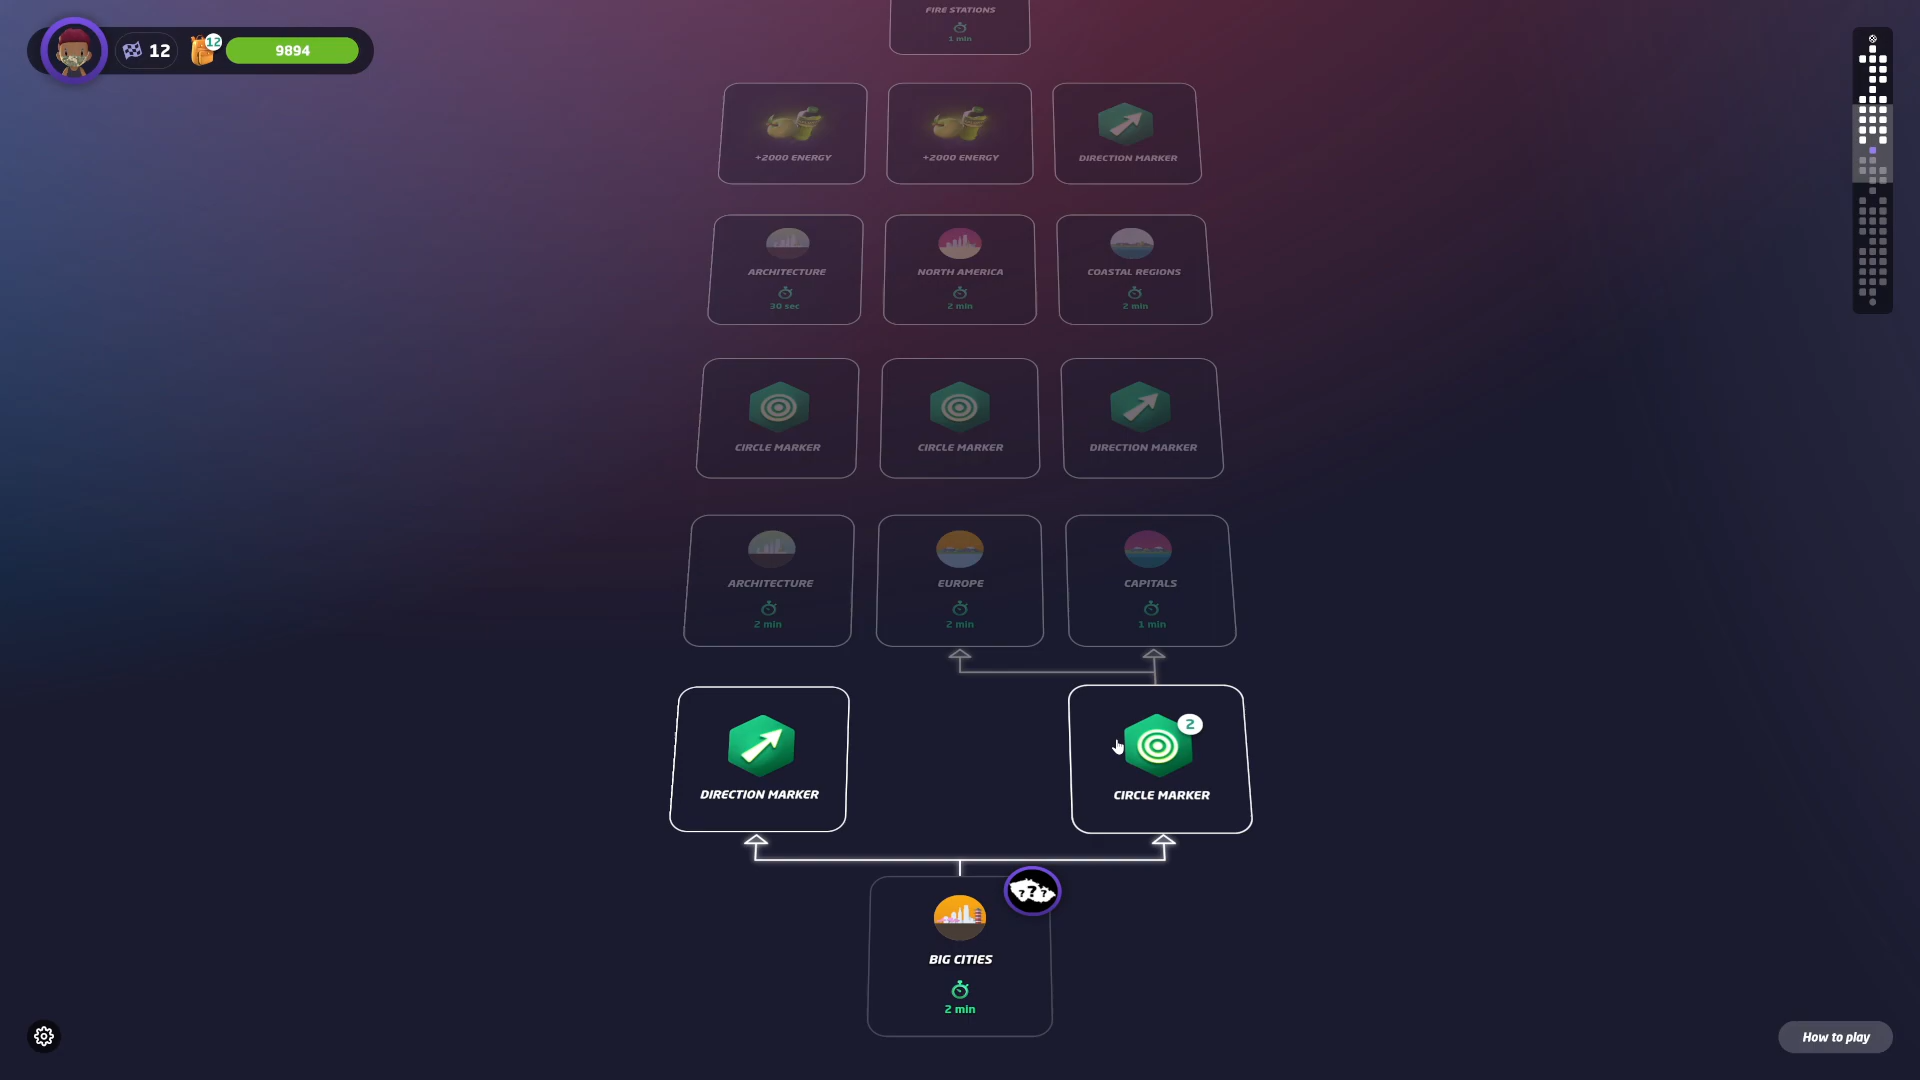 12
12
9894
FIRE STATIONS
1 min
+2000 ENERGY
+2000 ENERGY
DIRECTION MARKER
ARCHITECTURE
30 sec
NORTH AMERICA
2 min
COASTAL REGIONS
2 min
CIRCLE MARKER
CIRCLE MARKER
DIRECTION MARKER
ARCHITECTURE
2 min
EUROPE
2 min
CAPITALS
1 min
DIRECTION MARKER
2
CIRCLE MARKER
???
BIG CITIES
2 min
How to play